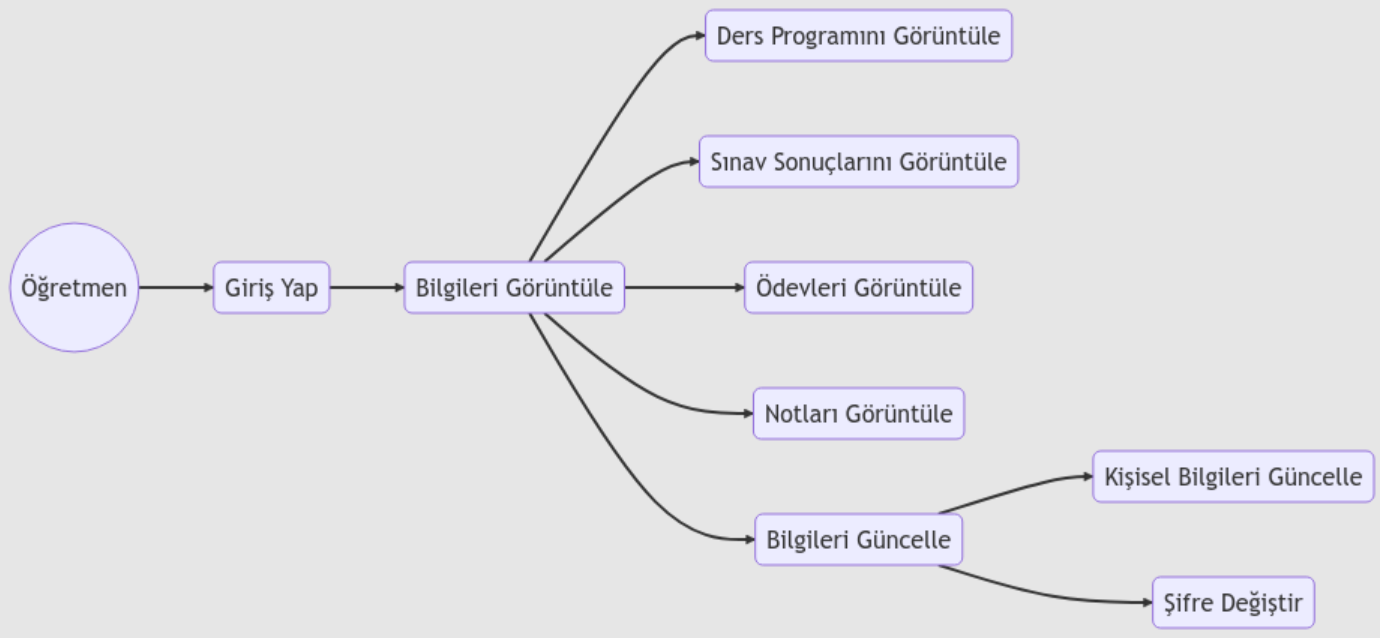 Öğretmen
Giriş Yap
Bilgileri Görüntüle
Ders Programını Görüntüle
Sınav Sonuçlarını Görüntüle
Ödevleri Görüntüle
Notları Görüntüle
Bilgileri Güncelle
Kişisel Bilgileri Güncelle
Şifre Değiştir